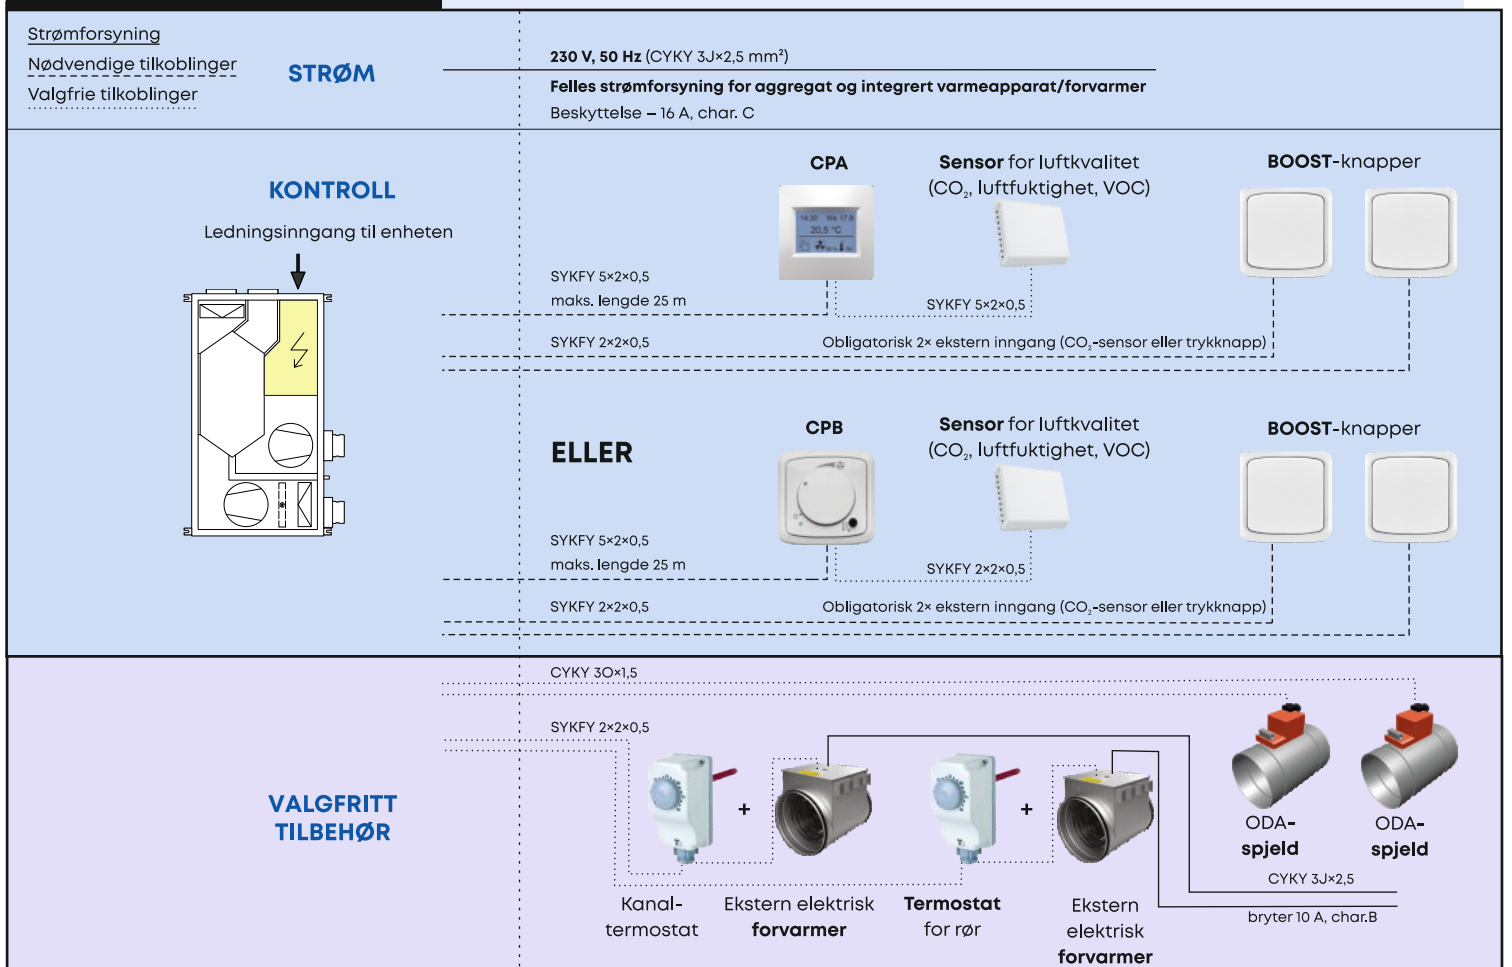 Strømforsyning
Nødvendige tilkoblinger
Valgfrie tilkoblinger
STRØM
230 V, 50 Hz (CYKY 3J×2,5 mm²)
Felles strømforsyning for aggregat og integrert varmeapparat/forvarmer
Beskyttelse – 16 A, char. C
KONTROLL
Ledningsinngang til enheten
CPA
Sensor for luftkvalitet
(CO₂, luftfuktighet, VOC)
BOOST-knapper
14:30 We 17.9
20,5 °C
SYKFY 5×2×0,5
maks. lengde 25 m
SYKFY 5×2×0,5
SYKFY 2×2×0,5
Obligatorisk 2× ekstern inngang (CO₂-sensor eller trykknapp)
ELLER
CPB
Sensor for luftkvalitet
(CO₂, luftfuktighet, VOC)
BOOST-knapper
SYKFY 5×2×0,5
maks. lengde 25 m
SYKFY 2×2×0,5
SYKFY 2×2×0,5
Obligatorisk 2× ekstern inngang (CO₂-sensor eller trykknapp)
VALGFRITT
TILBEHØR
CYKY 3O×1,5
SYKFY 2×2×0,5
+
+
Kanal-
termostat
Ekstern elektrisk
forvarmer
Termostat
for rør
Ekstern
elektrisk
forvarmer
ODA-
spjeld
ODA-
spjeld
CYKY 3J×2,5
bryter 10 A, char.B